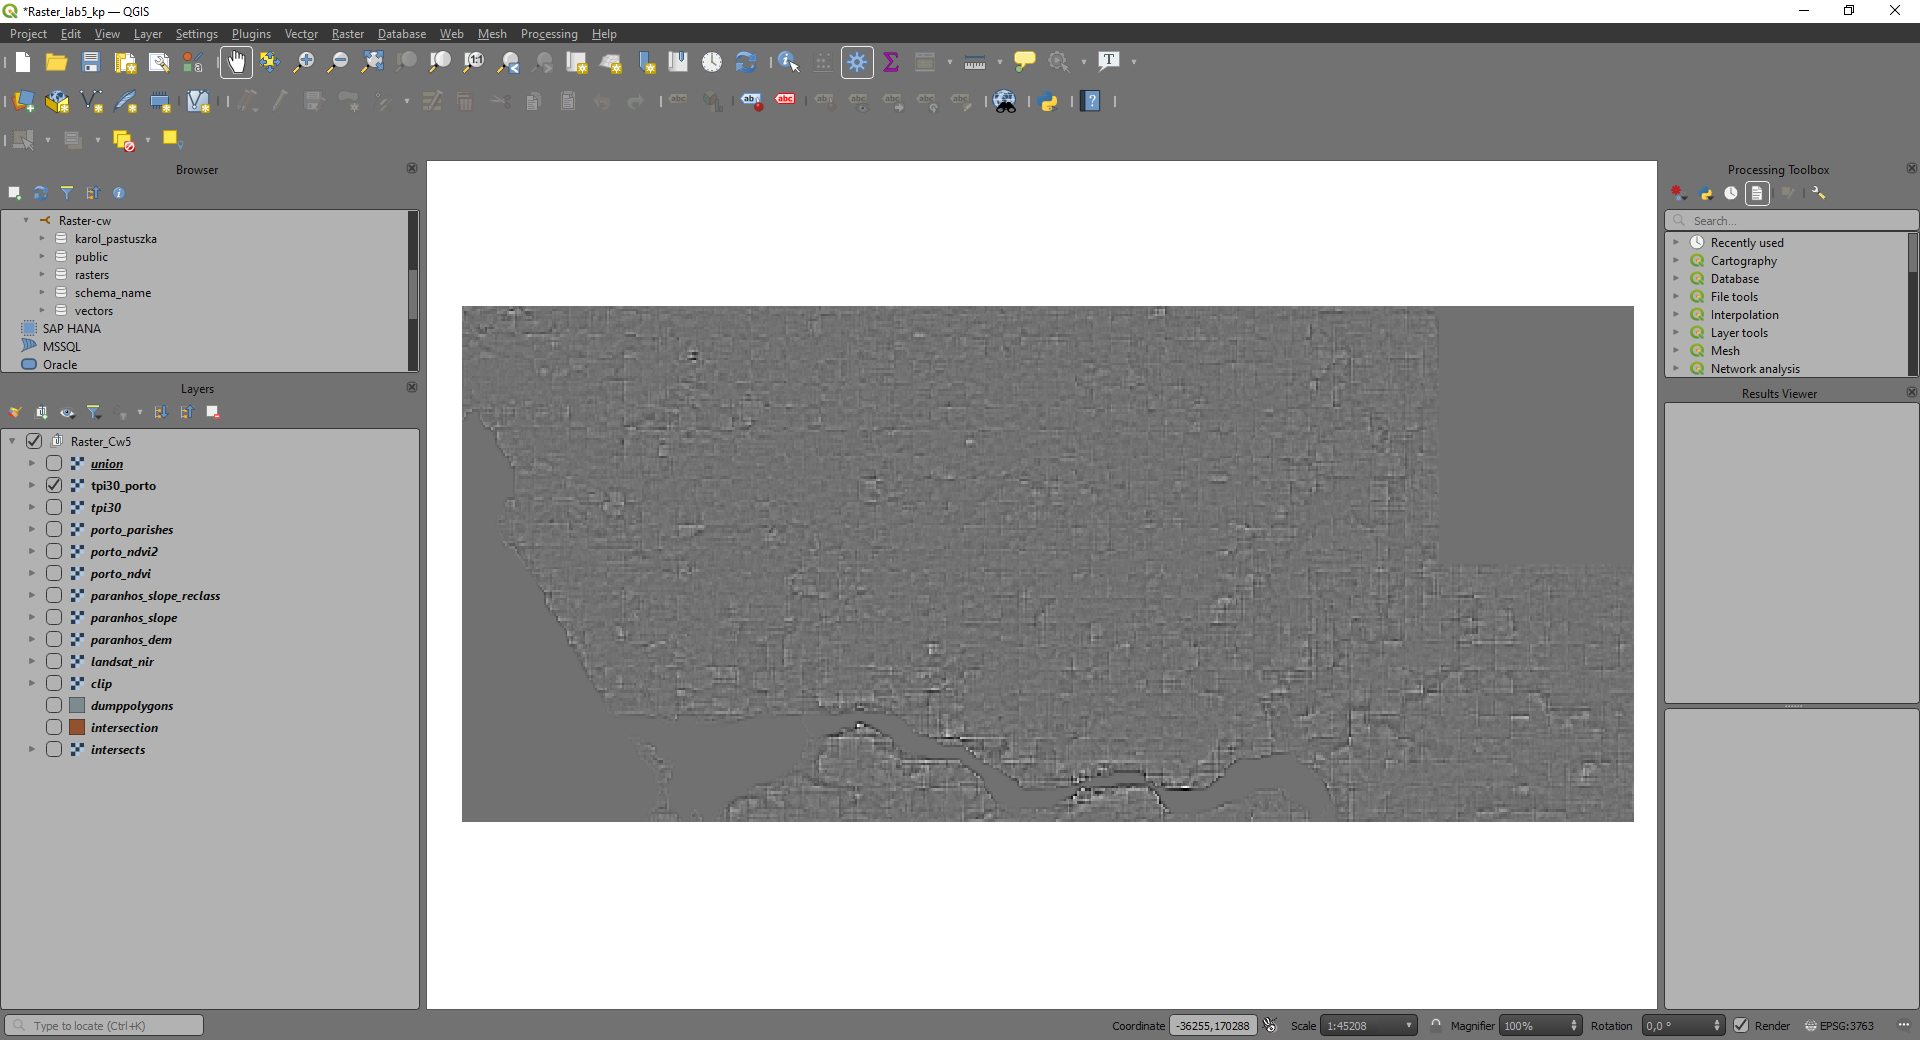 *Raster_lab5_kp — QGIS
Project Edit View Layer Settings Plugins Vector Raster Database Web Mesh Processing Help
Browser
Raster-cw
karol_pastuszka
public
rasters
schema_name
vectors
SAP HANA
MSSQL
Oracle
Layers
Raster_Cw5
union
tpi30_porto
tpi30
porto_parishes
porto_ndvi2
porto_ndvi
paranhos_slope_reclass
paranhos_slope
paranhos_dem
landsat_nir
clip
dumppolygons
intersection
intersects
Processing Toolbox
Search...
Recently used
Cartography
Database
File tools
Interpolation
Layer tools
Mesh
Network analysis
Results Viewer
Type to locate (Ctrl+K)
Coordinate -36255,170288 Scale 1:45208 Magnifier 100% Rotation 0,0 ° Render EPSG:3763